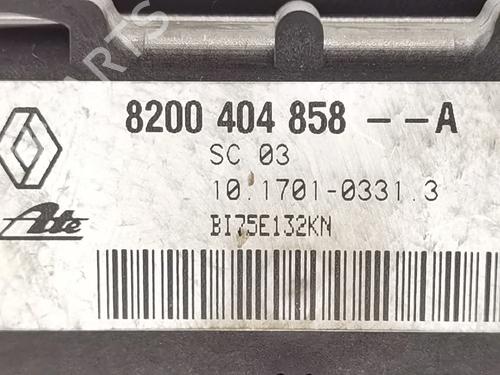 8200 404 858 --A
SC 03
10.1701-0331.3
Ate
BI75E132KN